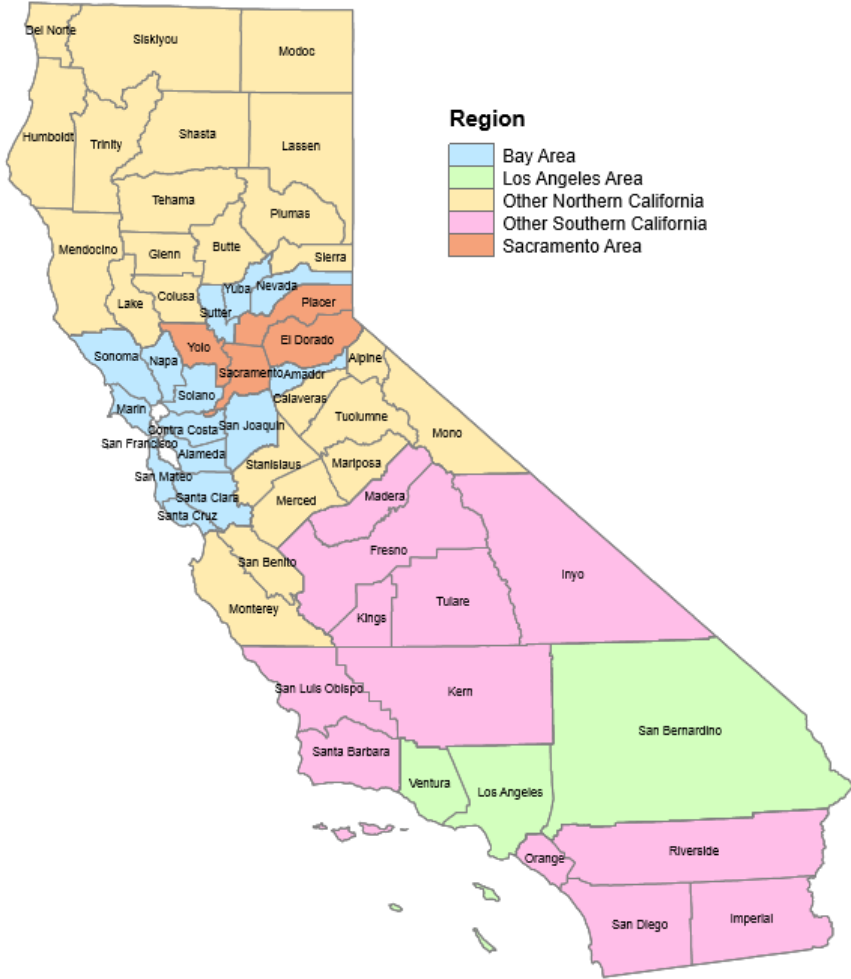 Del Norte
Siskiyou
Modoc
Humboldt
Trinity
Shasta
Lassen
Region
Bay Area
Los Angeles Area
Other Northern California
Other Southern California
Sacramento Area
Tehama
Plumas
Mendocino
Glenn
Butte
Sierra
Lake
Colusa
Yuba
Nevada
Sutter
Placer
Sonoma
Napa
Yolo
El Dorado
Sacramento
Amador
Alpine
Solano
Calaveras
Marin
Contra Costa
San Joaquin
Tuolumne
Mono
San Francisco
Alameda
Stanislaus
Mariposa
San Mateo
Santa Clara
Merced
Madera
Santa Cruz
Fresno
San Benito
Inyo
Monterey
Kings
Tulare
San Luis Obispo
Kern
San Bernardino
Santa Barbara
Ventura
Los Angeles
Orange
Riverside
San Diego
Imperial